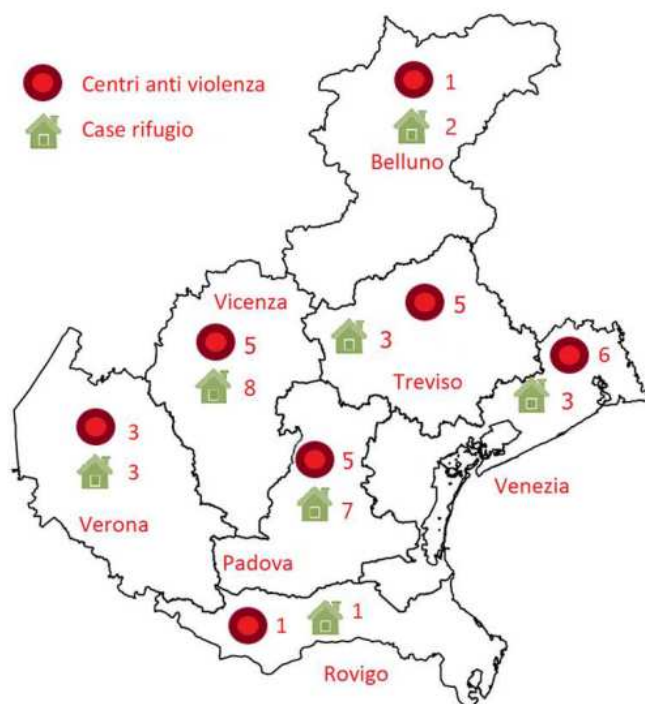 Centri anti violenza
Case rifugio
1
2
Belluno
Vicenza
5
8
5
3
Treviso
6
3
Venezia
3
3
Verona
5
7
Padova
1
1
Rovigo